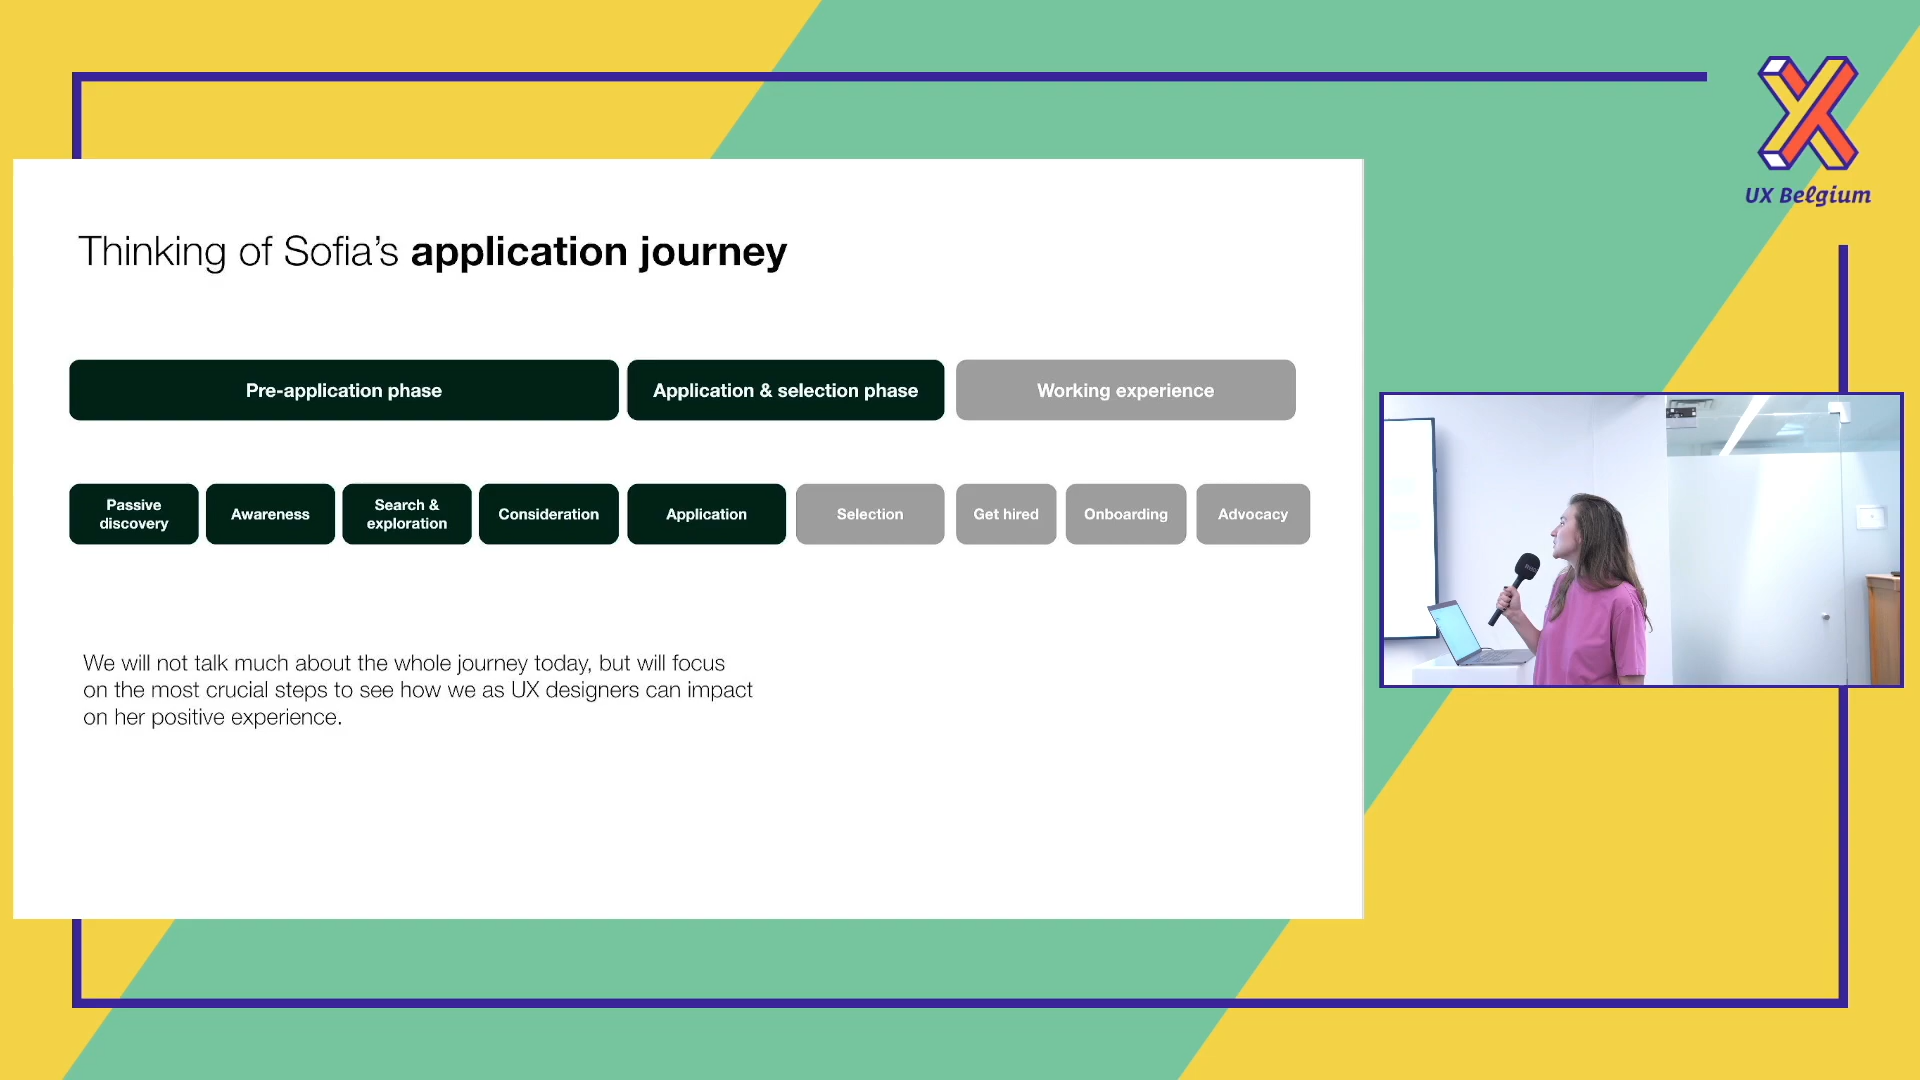 UX Belgium
Thinking of Sofia’s application journey
Pre-application phase
Application & selection phase
Working experience
Passive
discovery
Awareness
Search &
exploration
Consideration
Application
Selection
Get hired
Onboarding
Advocacy
We will not talk much about the whole journey today, but will focus
on the most crucial steps to see how we as UX designers can impact
on her positive experience.